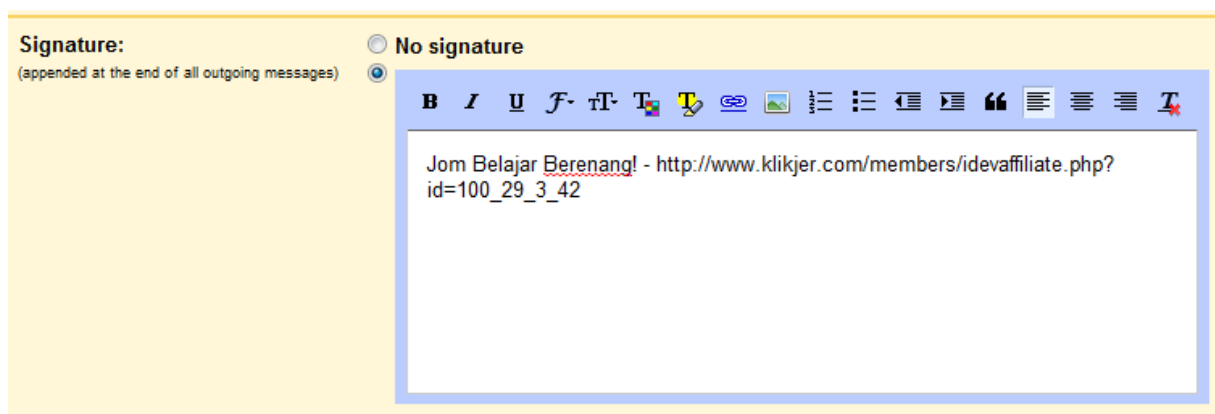 Signature:
(appended at the end of all outgoing messages)
No signature
Jom Belajar Berenang! - http://www.klikjer.com/members/idevaffiliate.php?
id=100_29_3_42